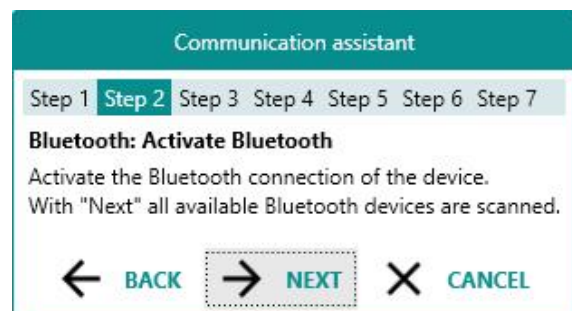 Communication assistant
Step 1 Step 2 Step 3 Step 4 Step 5 Step 6 Step 7
Bluetooth: Activate Bluetooth
Activate the Bluetooth connection of the device.
With "Next" all available Bluetooth devices are scanned.
BACK NEXT CANCEL